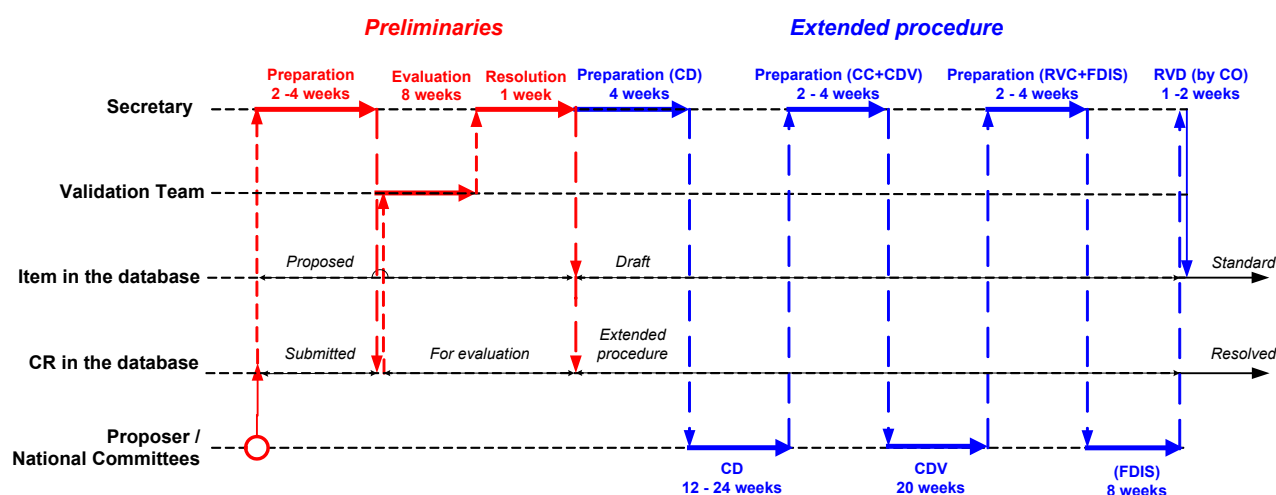 Preliminaries
Extended procedure
Preparation
2 -4 weeks
Evaluation
8 weeks
Resolution
1 week
Preparation (CD)
4 weeks
Preparation (CC+CDV)
2 - 4 weeks
Preparation (RVC+FDIS)
2 - 4 weeks
RVD (by CO)
1 -2 weeks
Secretary
Validation Team
Item in the database
Proposed
Draft
Standard
CR in the database
Submitted
For evaluation
Extended
procedure
Resolved
Proposer /
National Committees
CD
12 - 24 weeks
CDV
20 weeks
(FDIS)
8 weeks